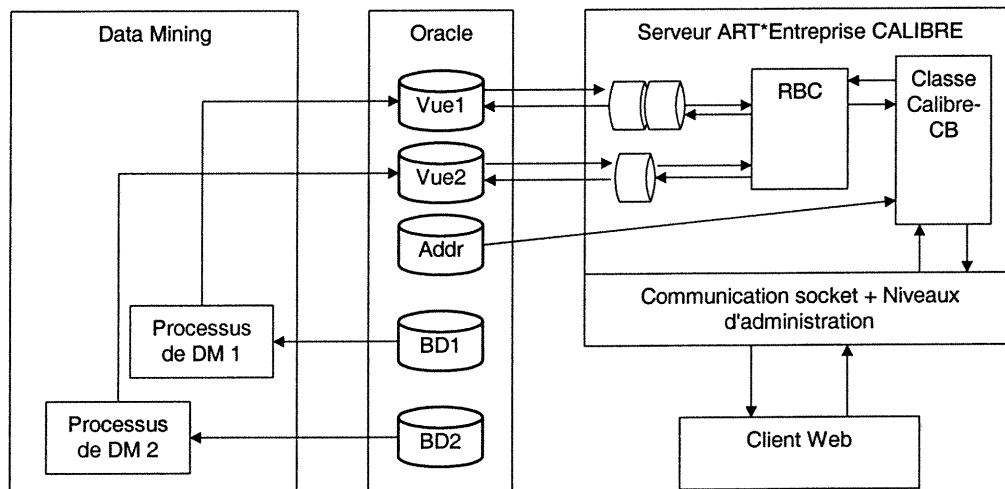 Data Mining
Oracle
Serveur ART*Entreprise CALIBRE
Vue1
RBC
Classe
Calibre-
CB
Vue2
Addr
Communication socket + Niveaux
d'administration
Processus
de DM 1
BD1
Processus
de DM 2
BD2
Client Web